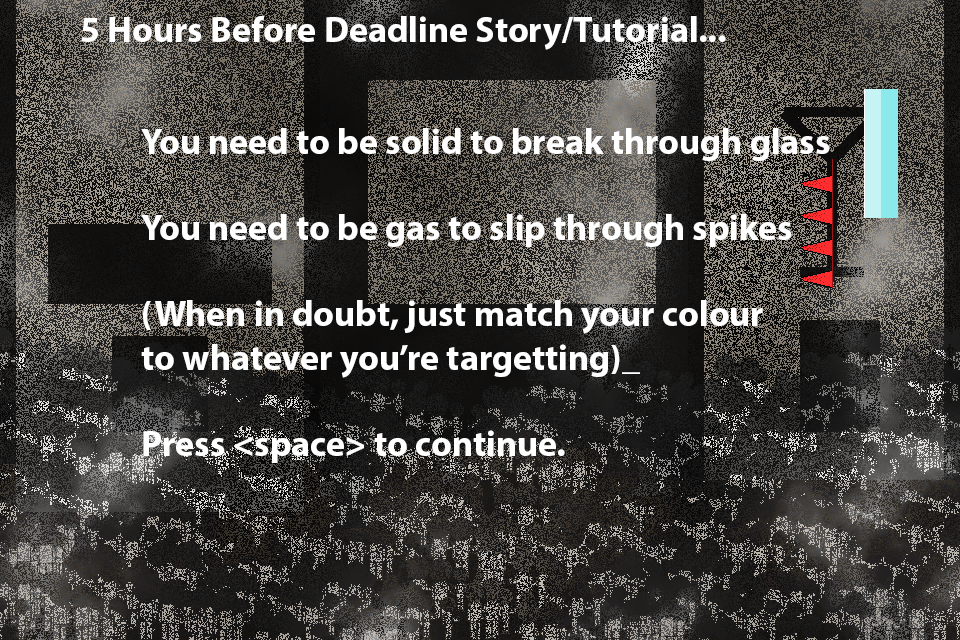 5 Hours Before Deadline Story/Tutorial...
You need to be solid to break through glass
You need to be gas to slip through spikes
(When in doubt, just match your colour
to whatever you're targetting)_
Press <space> to continue.